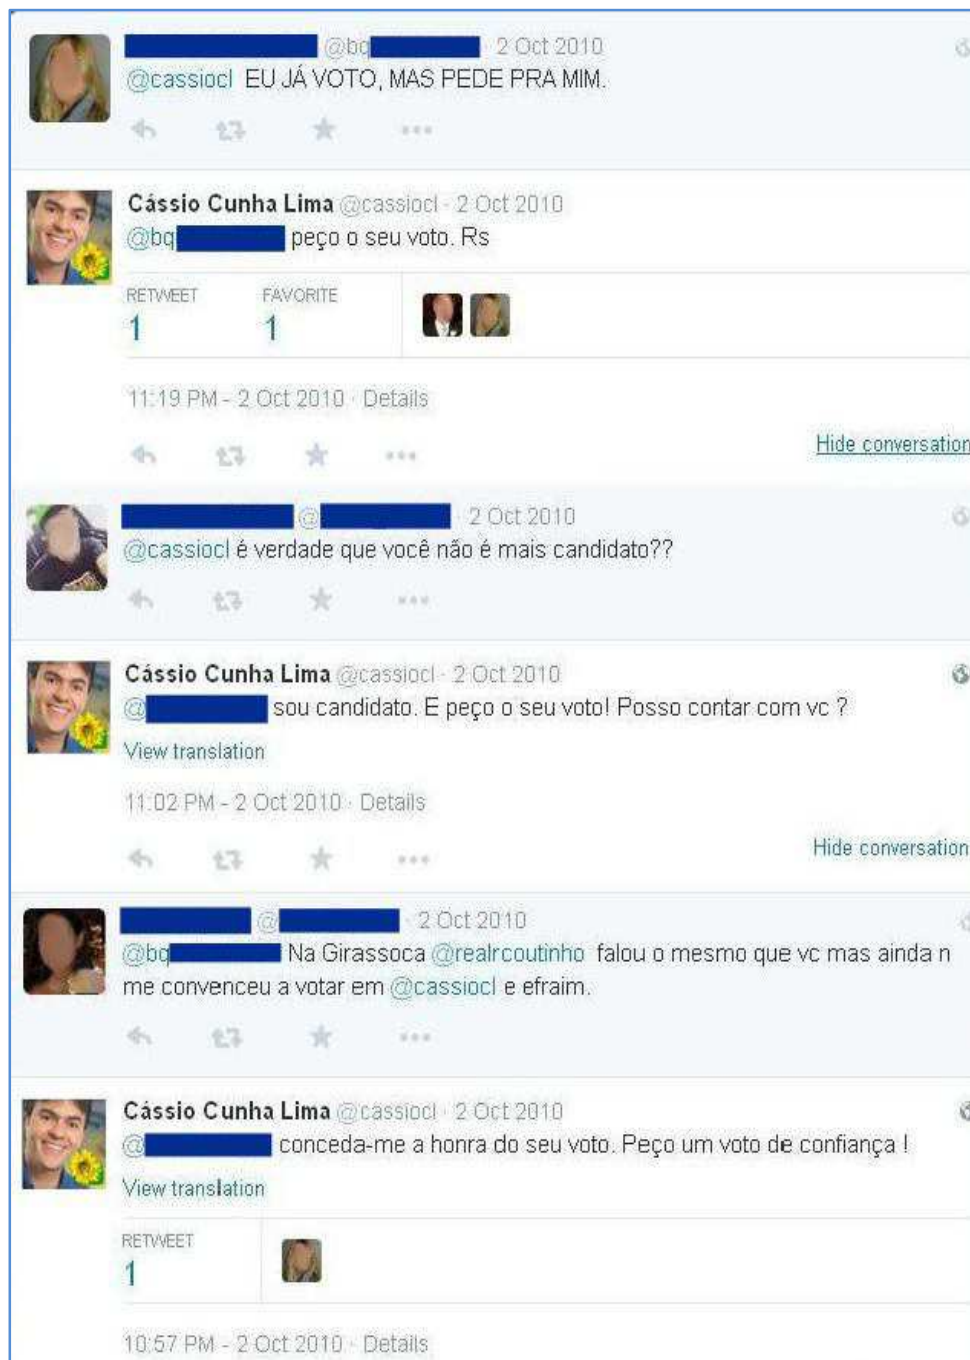 @bq 2 Oct 2010
@cassiocl EU JÁ VOTO, MAS PEDE PRA MIM.
Cássio Cunha Lima @cassiocl · 2 Oct 2010
@bq peço o seu voto. Rs
RETWEET FAVORITE
1 1
11:19 PM - 2 Oct 2010 · Details
Hide conversation
@ · 2 Oct 2010
@cassiocl é verdade que você não é mais candidato??
Cássio Cunha Lima @cassiocl · 2 Oct 2010
@ sou candidato. E peço o seu voto! Posso contar com vc ?
View translation
11:02 PM - 2 Oct 2010 · Details
Hide conversation
@ · 2 Oct 2010
@bq Na Girassoca @realrcoutinho falou o mesmo que vc mas ainda n
me convenceu a votar em @cassiocl e efraim.
Cássio Cunha Lima @cassiocl · 2 Oct 2010
@ conceda-me a honra do seu voto. Peço um voto de confiança !
View translation
RETWEET
1
10:57 PM - 2 Oct 2010 · Details